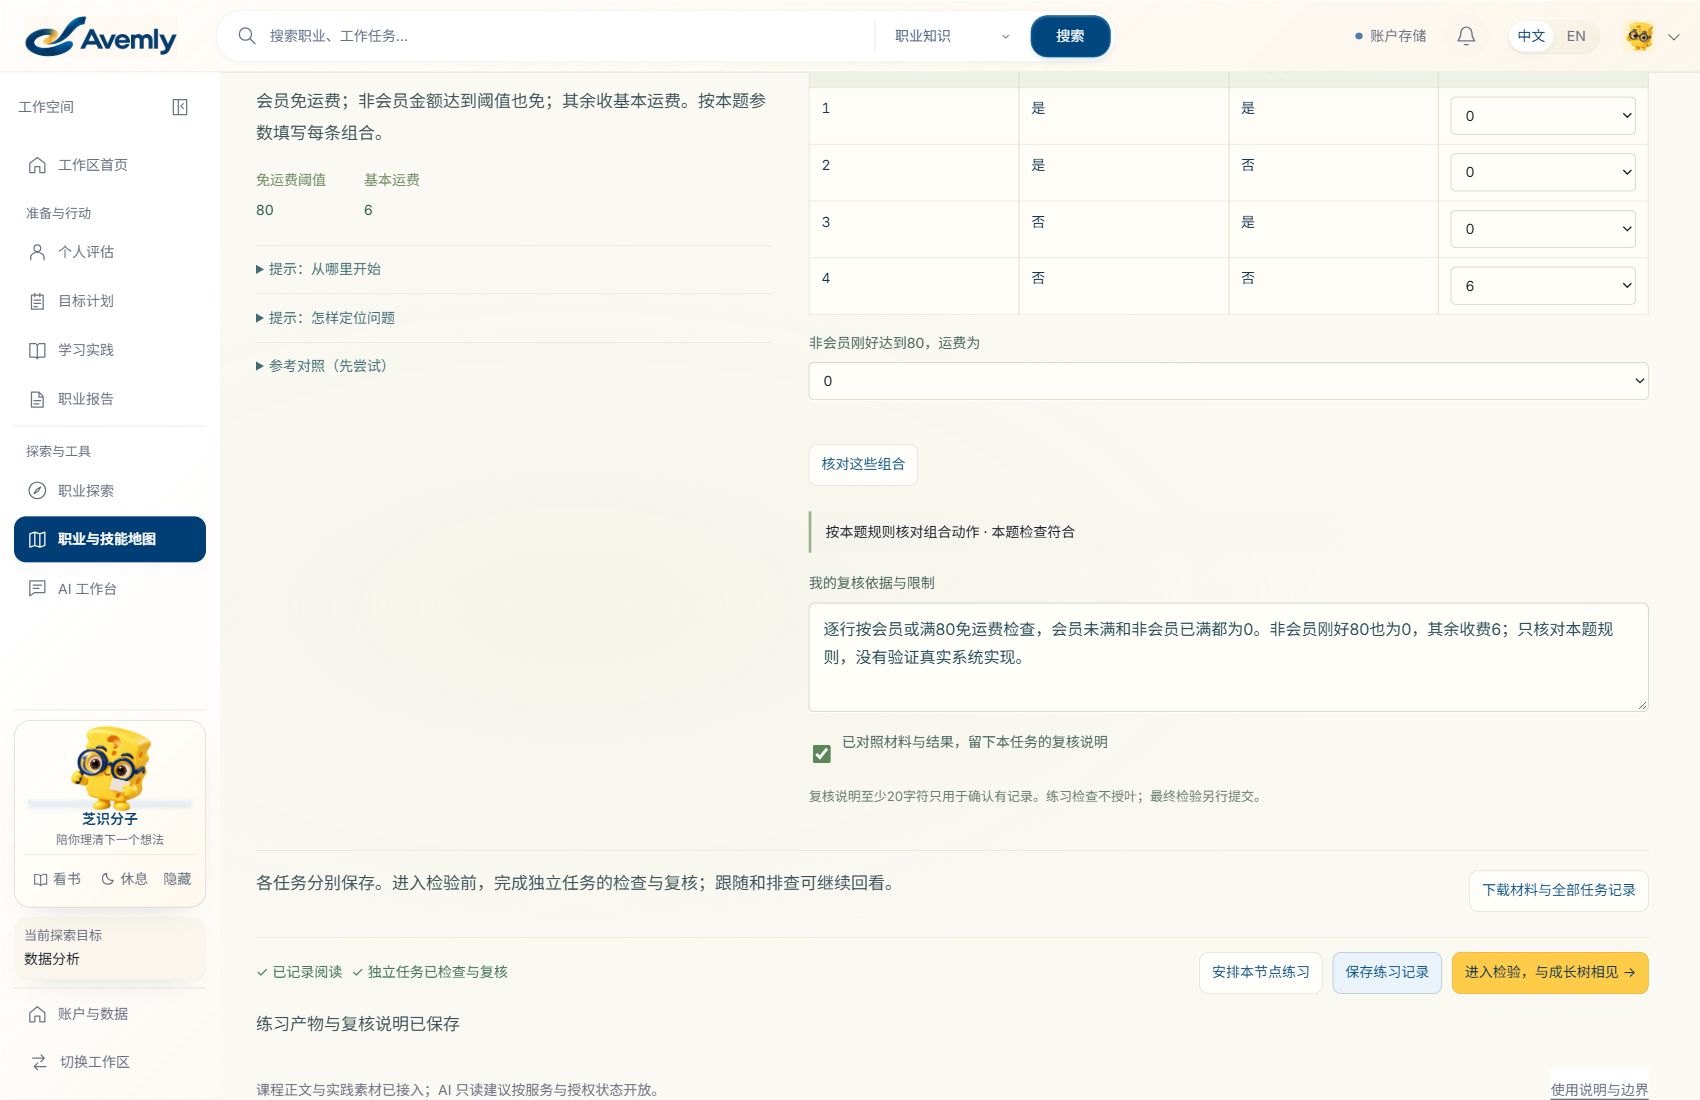 Avemly
搜索职业、工作任务...
职业知识
搜索
账户存储
中文
EN
工作空间
工作区首页
准备与行动
个人评估
目标计划
学习实践
职业报告
探索与工具
职业探索
职业与技能地图
AI 工作台
芝识分子
陪你理清下一个想法
看书
休息
隐藏
当前探索目标
数据分析
账户与数据
切换工作区
会员免运费；非会员金额达到阈值也免；其余收基本运费。按本题参
数填写每条组合。
免运费阈值 基本运费
80 6
提示：从哪里开始
提示：怎样定位问题
参考对照（先尝试）
1 是 是 0
2 是 否 0
3 否 是 0
4 否 否 6
非会员刚好达到80，运费为
0
核对这些组合
按本题规则核对组合动作 · 本题检查符合
我的复核依据与限制
逐行按会员或满80免运费检查，会员未满和非会员已满都为0。非会员刚好80也为0，其余收费6；只核对本题规
则，没有验证真实系统实现。
已对照材料与结果，留下本任务的复核说明
复核说明至少20字符只用于确认有记录。练习检查不授叶；最终检验另行提交。
各任务分别保存。进入检验前，完成独立任务的检查与复核；跟随和排查可继续回看。
下载材料与全部任务记录
✓ 已记录阅读 ✓ 独立任务已检查与复核
安排本节点练习
保存练习记录
进入检验，与成长树相见 →
练习产物与复核说明已保存
课程正文与实践素材已接入；AI 只读建议按服务与授权状态开放。
使用说明与边界